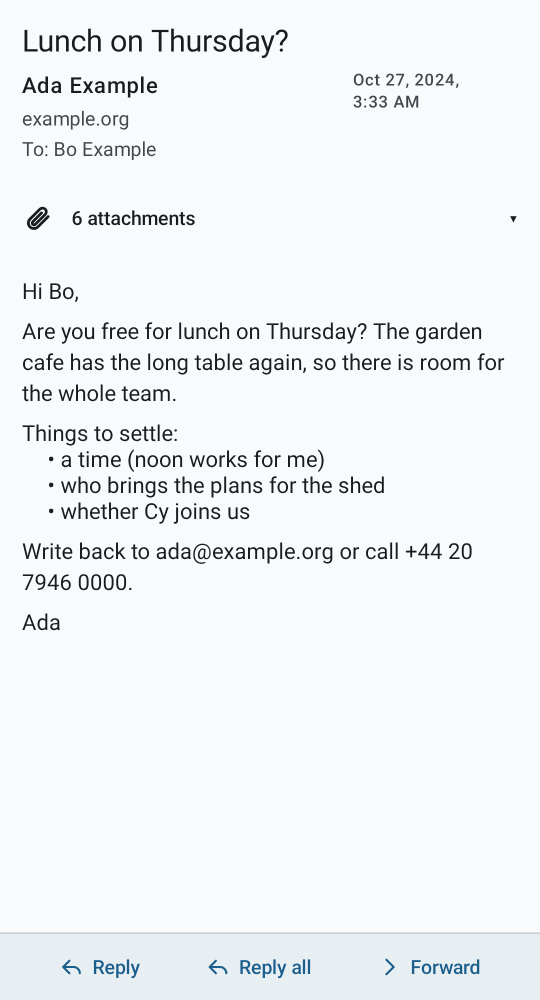 Lunch on Thursday?
Ada Example
Oct 27, 2024,
3:33 AM
example.org
To: Bo Example
6 attachments
Hi Bo,
Are you free for lunch on Thursday? The garden
cafe has the long table again, so there is room for
the whole team.
Things to settle:
• a time (noon works for me)
• who brings the plans for the shed
• whether Cy joins us
Write back to ada@example.org or call +44 20
7946 0000.
Ada
Reply
Reply all
Forward